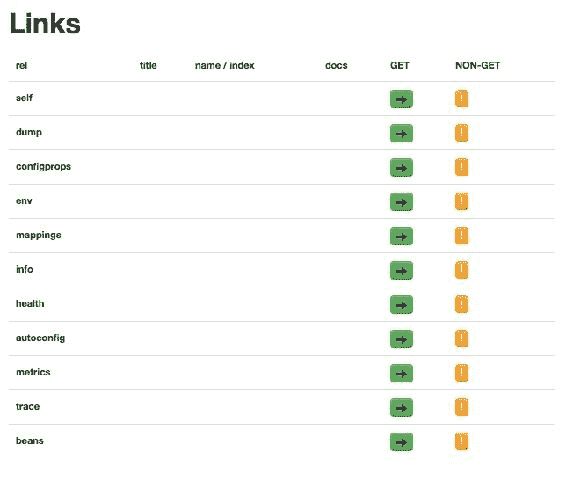 Links
rel title name / index docs GET NON-GET
self ➔ !
dump ➔ !
configprops ➔ !
env ➔ !
mappings ➔ !
info ➔ !
health ➔ !
autoconfig ➔ !
metrics ➔ !
trace ➔ !
beans ➔ !